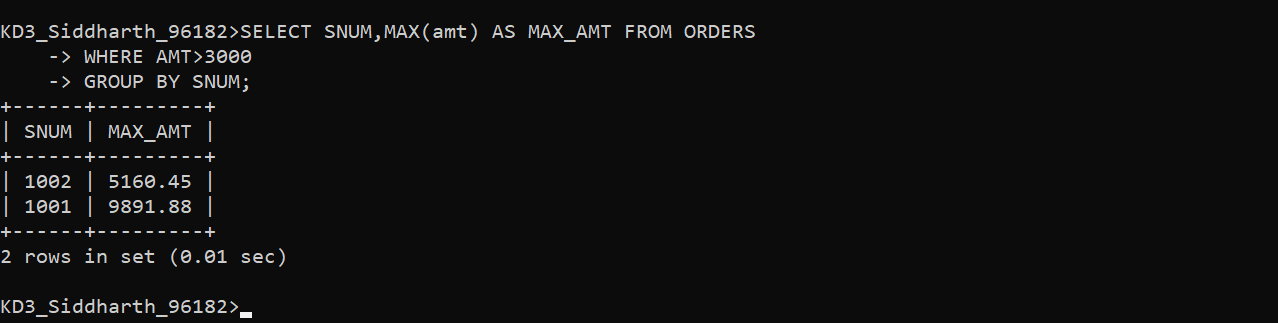 KD3_Siddharth_96182>SELECT SNUM,MAX(amt) AS MAX_AMT FROM ORDERS
    -> WHERE AMT>3000
    -> GROUP BY SNUM;
+------+---------+
| SNUM | MAX_AMT |
+------+---------+
| 1002 | 5160.45 |
| 1001 | 9891.88 |
+------+---------+
2 rows in set (0.01 sec)

KD3_Siddharth_96182>